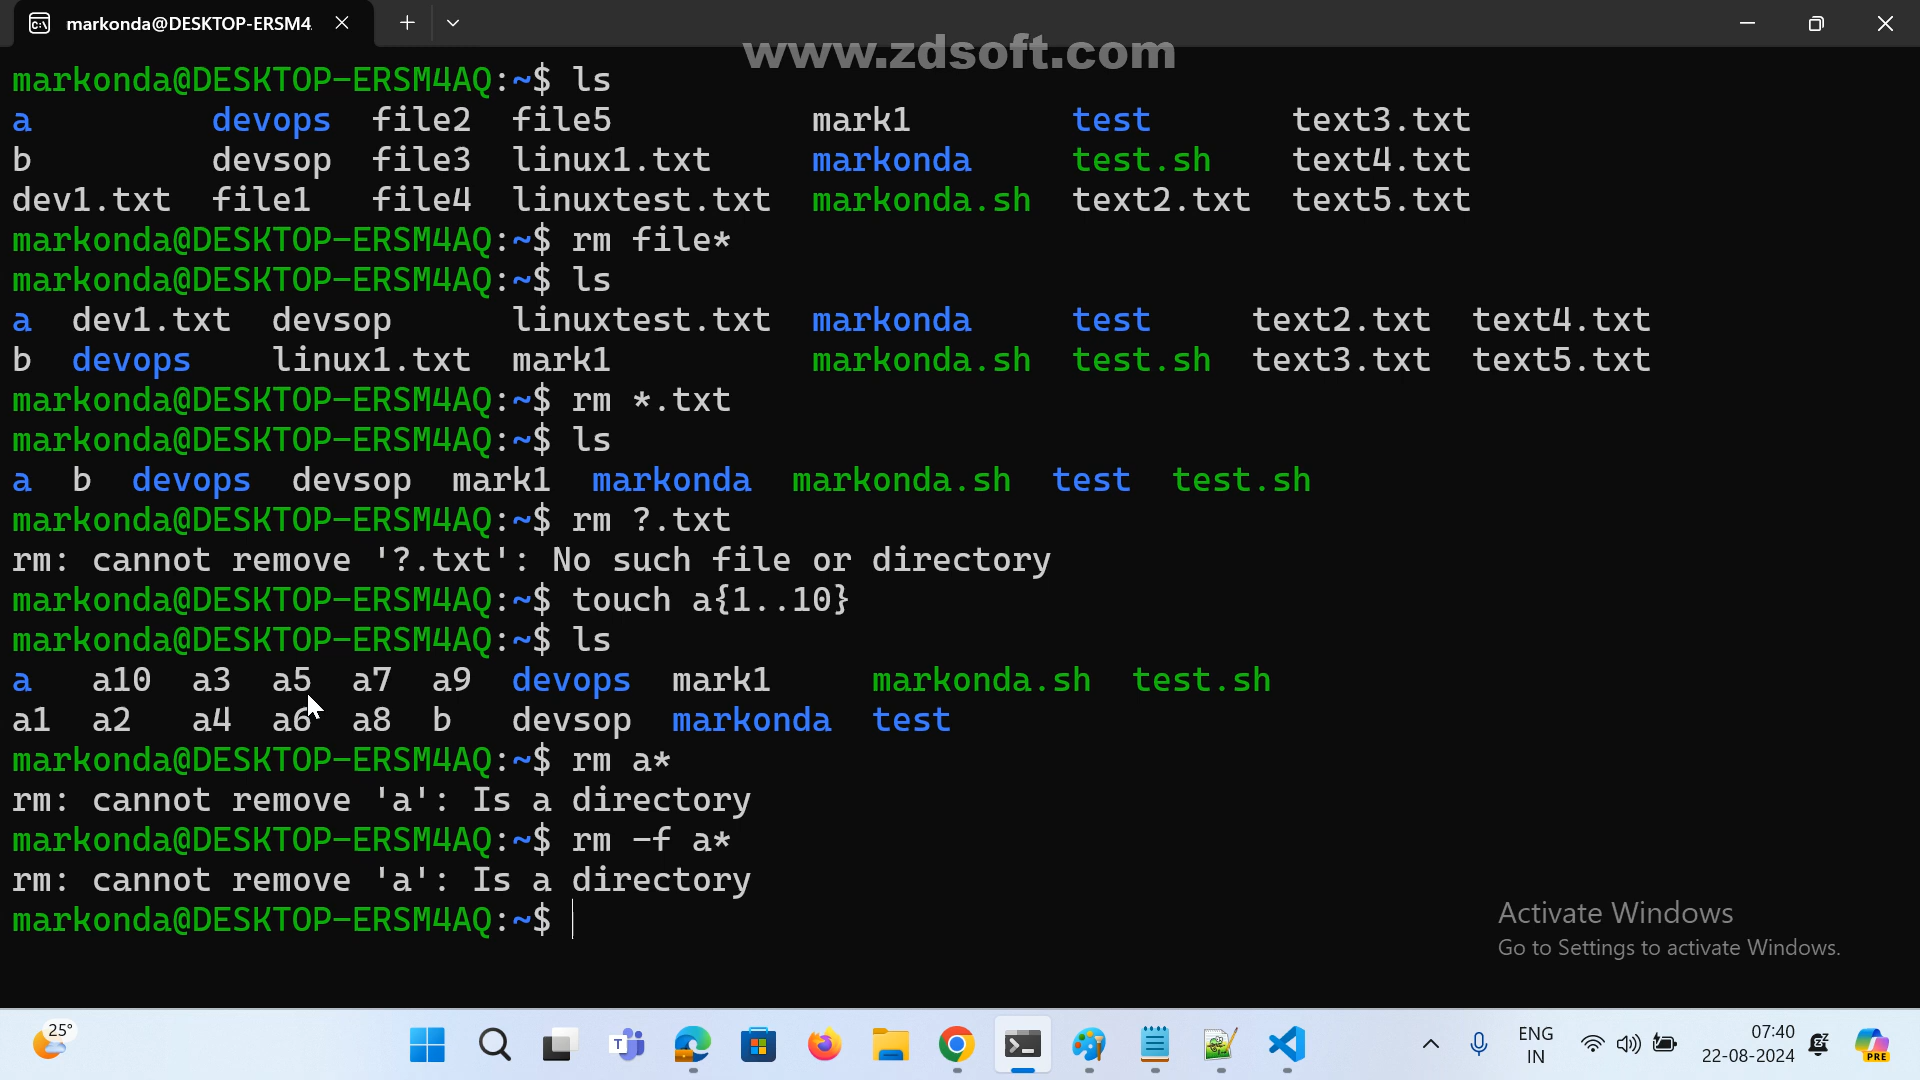 markonda@DESKTOP-ERSM4
www.zdsoft.com
markonda@DESKTOP-ERSM4AQ:~$ ls
a devops file2 file5 mark1 test text3.txt
b devsop file3 linux1.txt markonda test.sh text4.txt
dev1.txt file1 file4 linuxtest.txt markonda.sh text2.txt text5.txt
markonda@DESKTOP-ERSM4AQ:~$ rm file*
markonda@DESKTOP-ERSM4AQ:~$ ls
a dev1.txt devsop linuxtest.txt markonda test text2.txt text4.txt
b devops linux1.txt mark1 markonda.sh test.sh text3.txt text5.txt
markonda@DESKTOP-ERSM4AQ:~$ rm *.txt
markonda@DESKTOP-ERSM4AQ:~$ ls
a b devops devsop mark1 markonda markonda.sh test test.sh
markonda@DESKTOP-ERSM4AQ:~$ rm ?.txt
rm: cannot remove '?.txt': No such file or directory
markonda@DESKTOP-ERSM4AQ:~$ touch a{1..10}
markonda@DESKTOP-ERSM4AQ:~$ ls
a a10 a3 a5 a7 a9 devops mark1 markonda.sh test.sh
a1 a2 a4 a6 a8 b devsop markonda test
markonda@DESKTOP-ERSM4AQ:~$ rm a*
rm: cannot remove 'a': Is a directory
markonda@DESKTOP-ERSM4AQ:~$ rm -f a*
rm: cannot remove 'a': Is a directory
markonda@DESKTOP-ERSM4AQ:~$
Activate Windows
Go to Settings to activate Windows.
25°
ENG
IN
07:40
22-08-2024
PRE